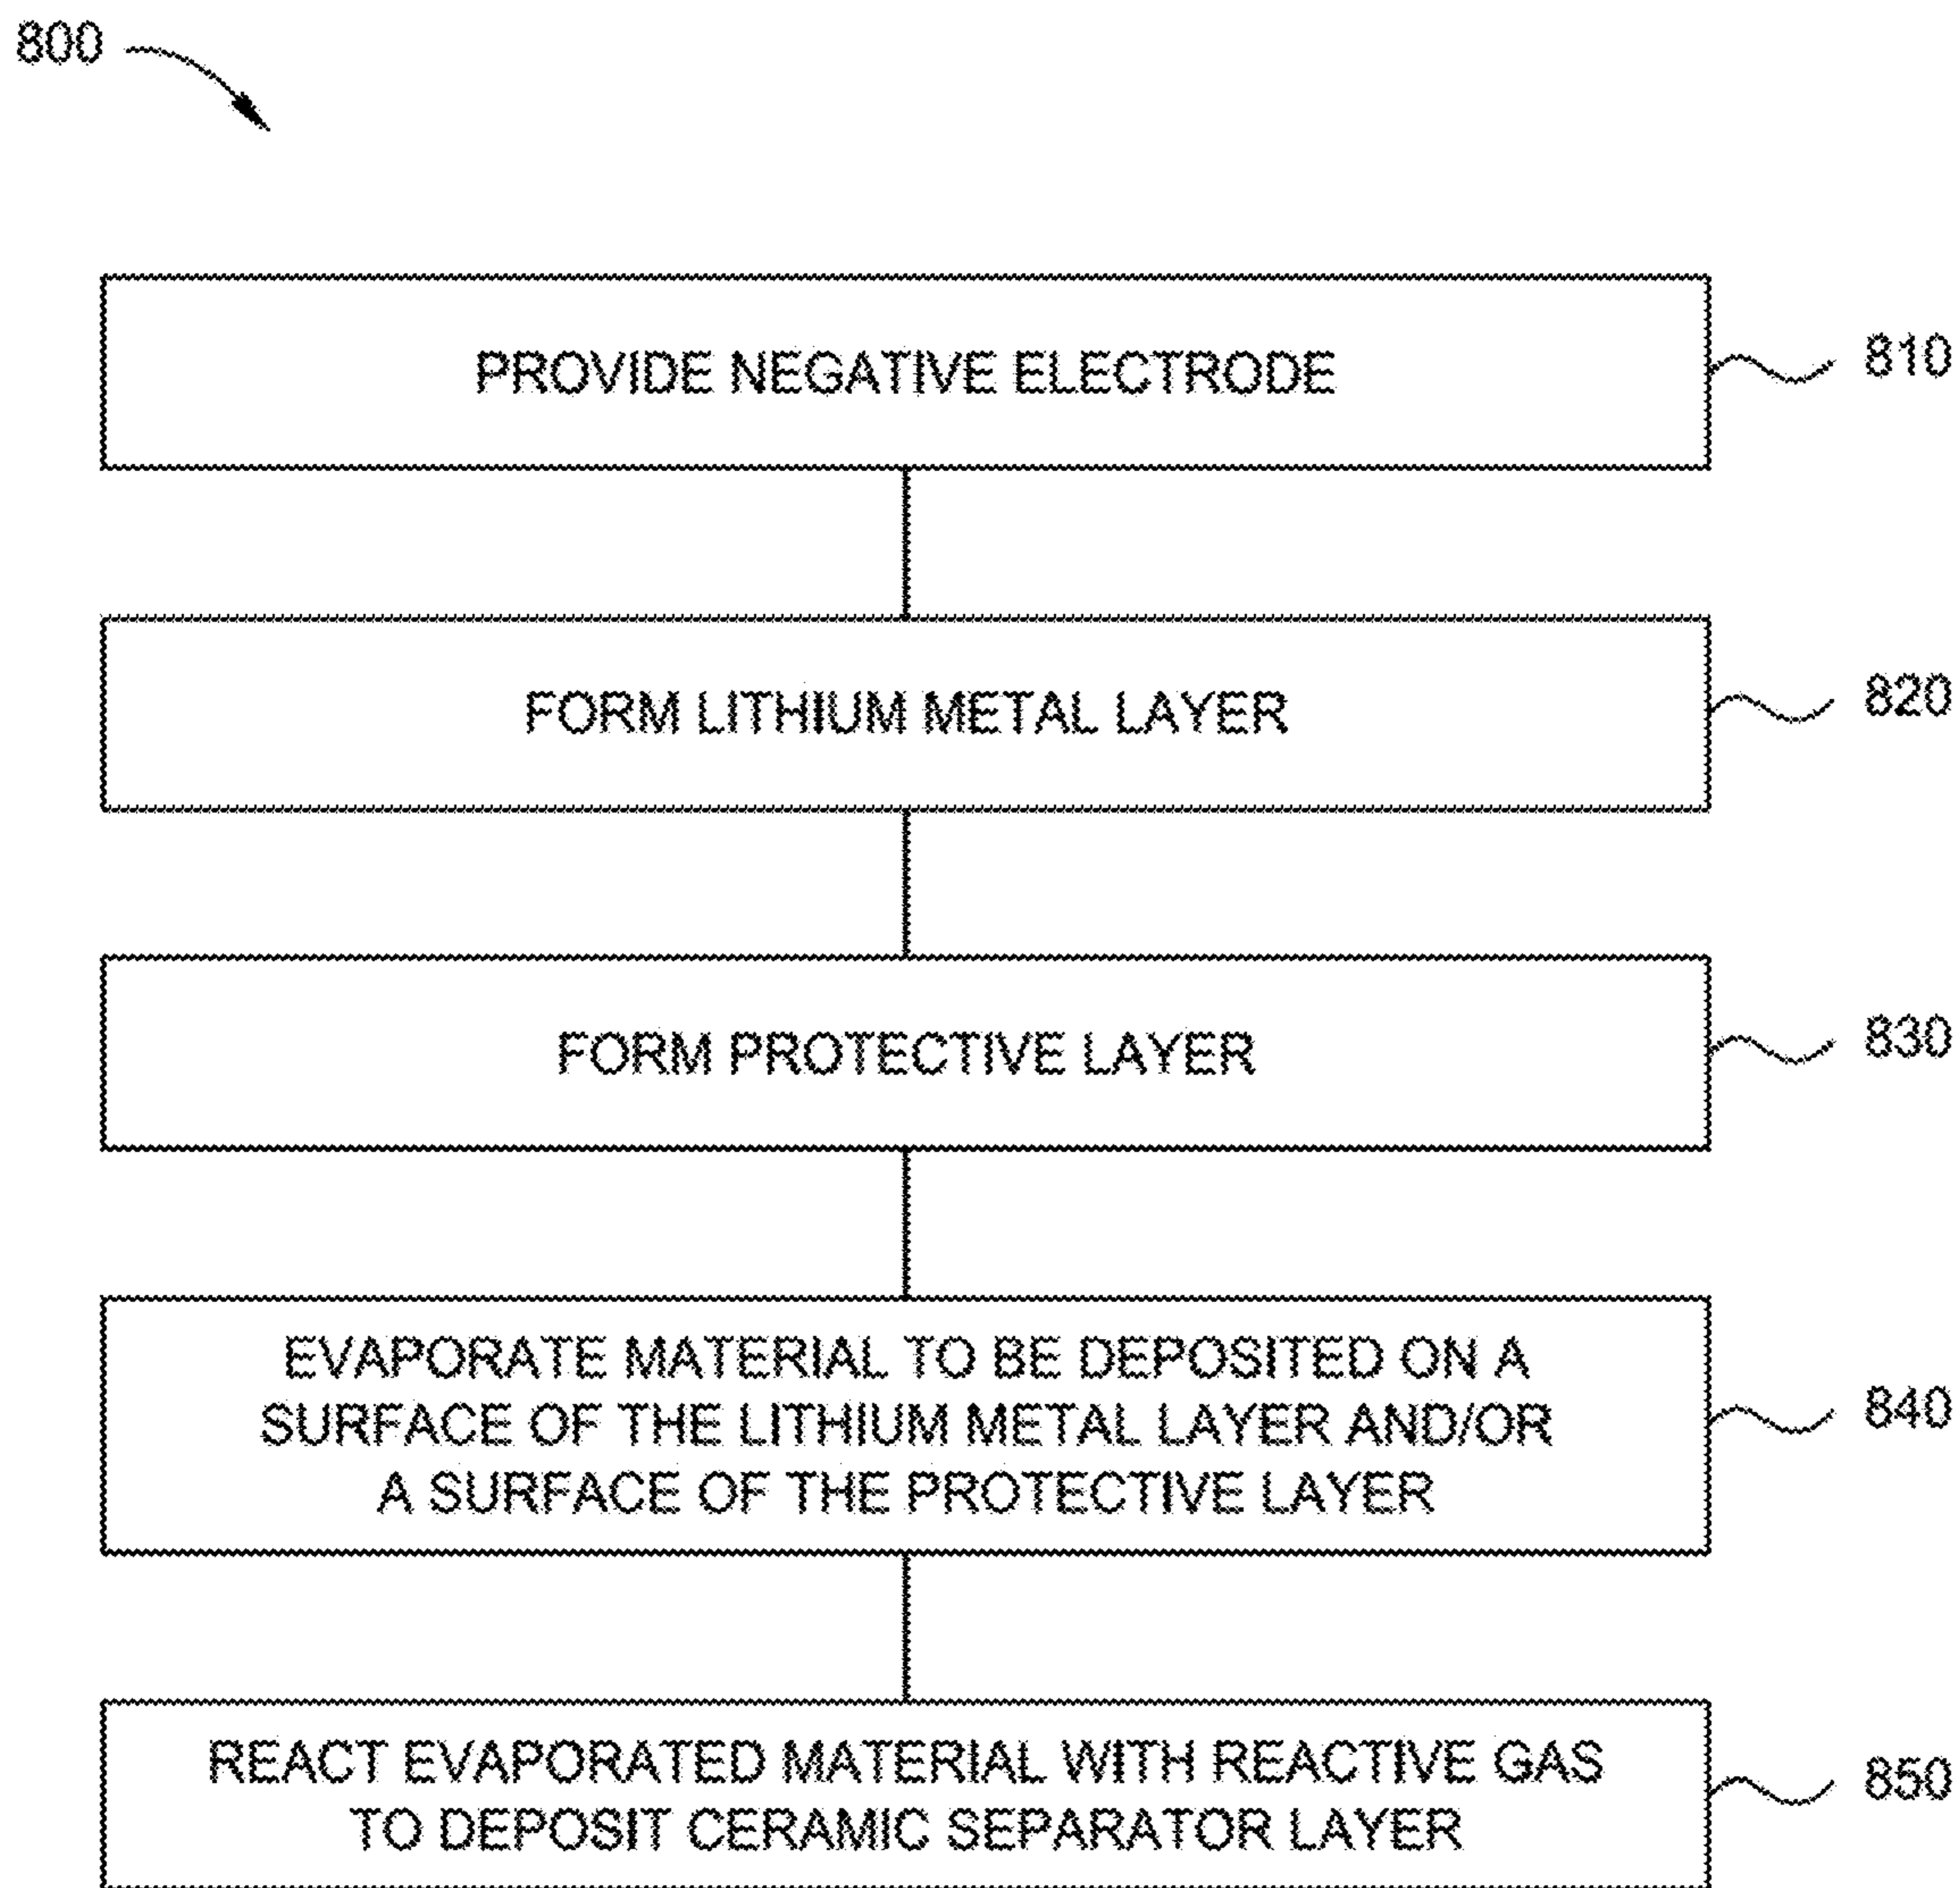 800
PROVIDE NEGATIVE ELECTRODE
810
FORM LITHIUM METAL LAYER
820
FORM PROTECTIVE LAYER
830
EVAPORATE MATERIAL TO BE DEPOSITED ON A
SURFACE OF THE LITHIUM METAL LAYER AND/OR
A SURFACE OF THE PROTECTIVE LAYER
840
REACT EVAPORATED MATERIAL WITH REACTIVE GAS
TO DEPOSIT CERAMIC SEPARATOR LAYER
850